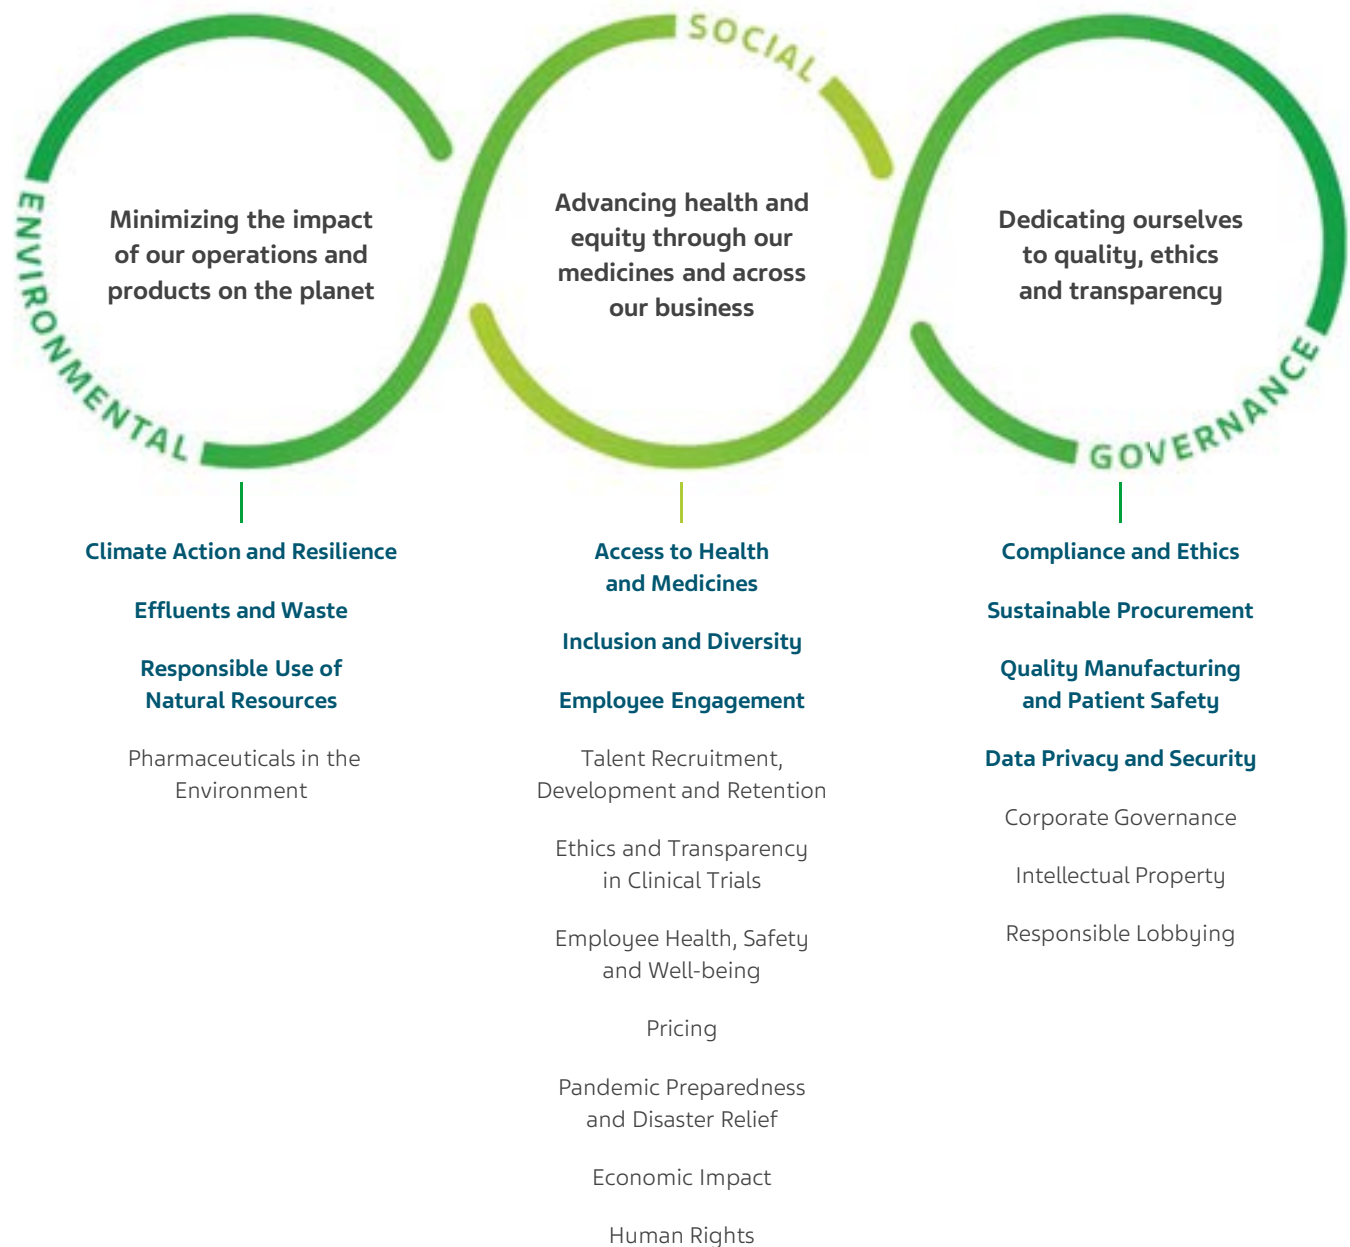 ENVIRONMENTAL
Minimizing the impact
of our operations and
products on the planet
Climate Action and Resilience
Effluents and Waste
Responsible Use of
Natural Resources
Pharmaceuticals in the
Environment
SOCIAL
Advancing health and
equity through our
medicines and across
our business
Access to Health
and Medicines
Inclusion and Diversity
Employee Engagement
Talent Recruitment,
Development and Retention
Ethics and Transparency
in Clinical Trials
Employee Health, Safety
and Well-being
Pricing
Pandemic Preparedness
and Disaster Relief
Economic Impact
Human Rights
GOVERNANCE
Dedicating ourselves
to quality, ethics
and transparency
Compliance and Ethics
Sustainable Procurement
Quality Manufacturing
and Patient Safety
Data Privacy and Security
Corporate Governance
Intellectual Property
Responsible Lobbying